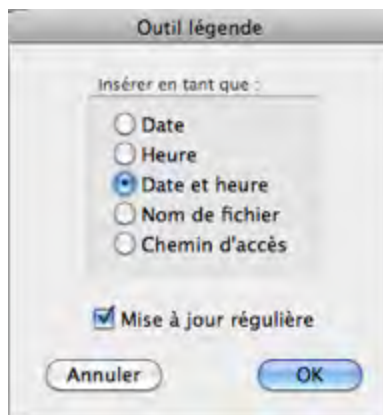 Outil légende
Insérer en tant que :
Date
Heure
Date et heure
Nom de fichier
Chemin d'accès
Mise à jour régulière
Annuler
OK